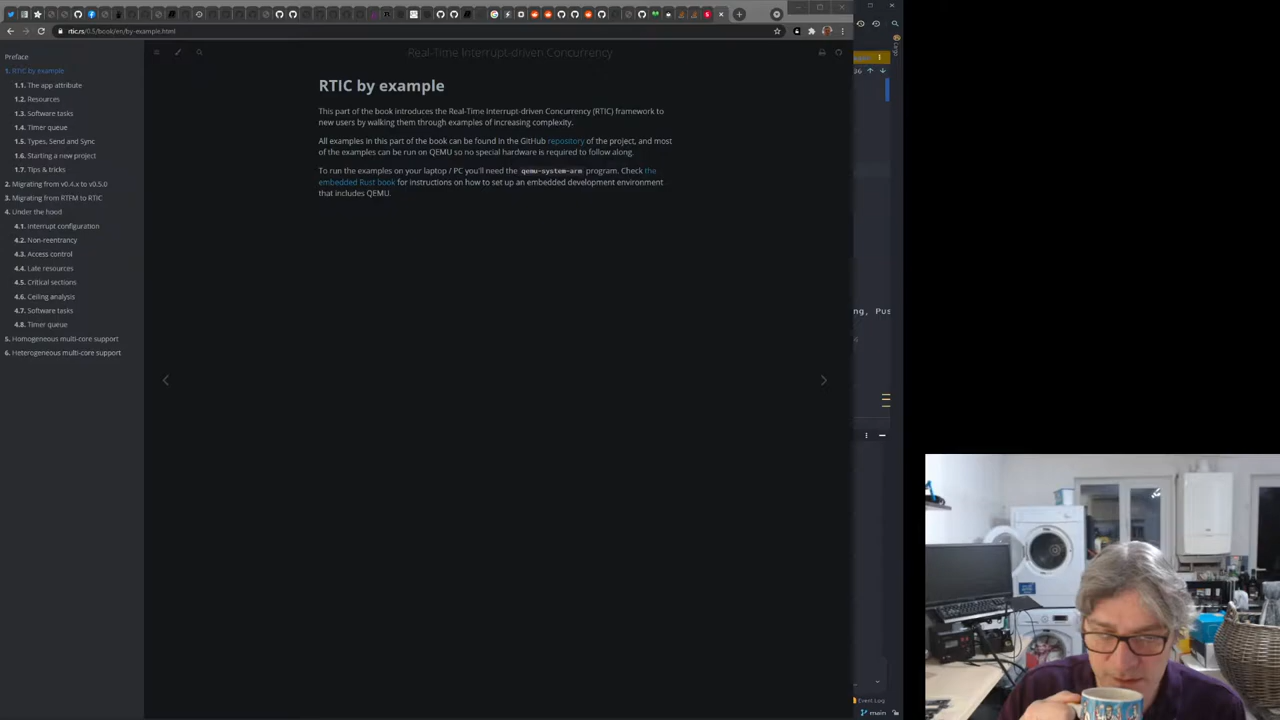 rtic.rs/0.5/book/en/by-example.html
Preface
1. RTIC by example
1.1. The app attribute
1.2. Resources
1.3. Software tasks
1.4. Timer queue
1.5. Types, Send and Sync
1.6. Starting a new project
1.7. Tips & tricks
2. Migrating from v0.4.x to v0.5.0
3. Migrating from RTFM to RTIC
4. Under the hood
4.1. Interrupt configuration
4.2. Non-reentrancy
4.3. Access control
4.4. Late resources
4.5. Critical sections
4.6. Ceiling analysis
4.7. Software tasks
4.8. Timer queue
5. Homogeneous multi-core support
6. Heterogeneous multi-core support
Real-Time Interrupt-driven Concurrency
RTIC by example
This part of the book introduces the Real-Time Interrupt-driven Concurrency (RTIC) framework to
new users by walking them through examples of increasing complexity.
All examples in this part of the book can be found in the GitHub repository of the project, and most
of the examples can be run on QEMU so no special hardware is required to follow along.
To run the examples on your laptop / PC you'll need the qemu-system-arm program. Check the
embedded Rust book for instructions on how to set up an embedded development environment
that includes QEMU.
ng, Pus
Event Log
main